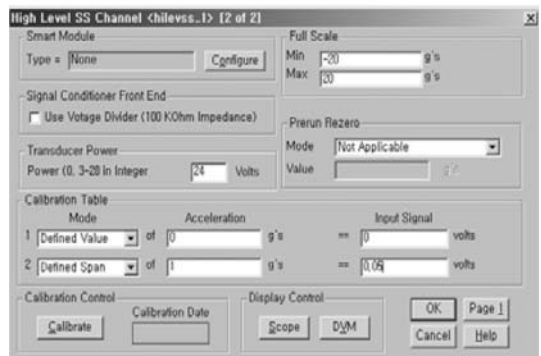 High Level SS Channel <hilevss..l> [2 of 2]
Smart Module
Type = None Configure
Full Scale
Min -20 g's
Max 20 g's
Signal Conditioner Front End
Use Votage Divider (100 KOhm Impedance)
Prerun Rezero
Mode Not Applicable
Value
Transducer Power
Power (0, 3-28 In Integer 24 Volts
Calibration Table
Mode Acceleration Input Signal
1 Defined Value of 0 g's == 0 volts
2 Defined Span of 1 g's == 0,05 volts
Calibration Control
Calibrate Calibration Date
Display Control
Scope DVM
OK Page 1
Cancel Help